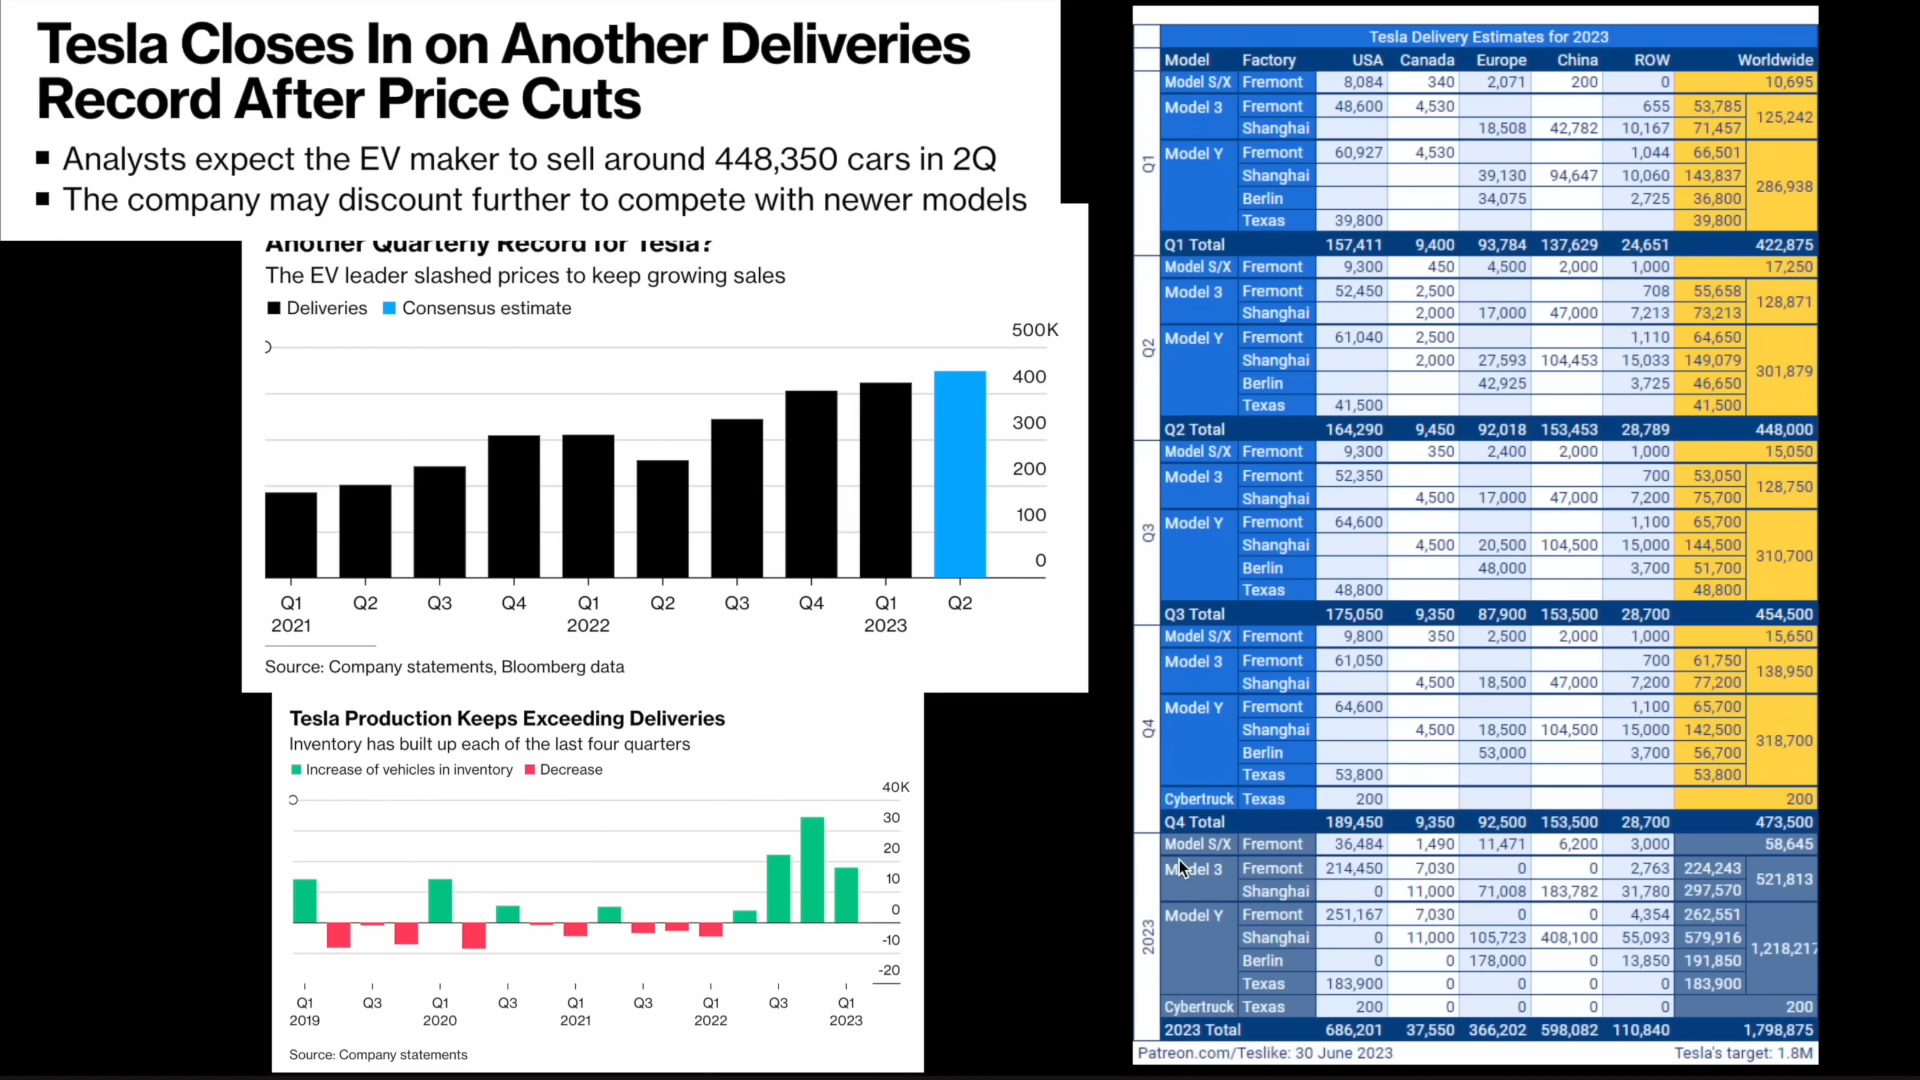 Tesla Closes In on Another Deliveries
Record After Price Cuts
■ Analysts expect the EV maker to sell around 448,350 cars in 2Q
■ The company may discount further to compete with newer models
Another Quarterly Record for Tesla?
The EV leader slashed prices to keep growing sales
Deliveries Consensus estimate
500K
400
300
200
100
0
Q1 Q2 Q3 Q4 Q1 Q2 Q3 Q4 Q1 Q2
2021 2022 2023
Source: Company statements, Bloomberg data
Tesla Production Keeps Exceeding Deliveries
Inventory has built up each of the last four quarters
Increase of vehicles in inventory Decrease
40K
30
20
10
0
-10
-20
Q1 Q3 Q1 Q3 Q1 Q3 Q1 Q3 Q1
2019 2020 2021 2022 2023
Source: Company statements
Tesla Delivery Estimates for 2023
Model Factory USA Canada Europe China ROW Worldwide
Q1
Model S/X Fremont 8,084 340 2,071 200 0 10,695
Model 3 Fremont 48,600 4,530 655 53,785 125,242
Shanghai 18,508 42,782 10,167 71,457
Model Y Fremont 60,927 4,530 1,044 66,501 286,938
Shanghai 39,130 94,647 10,060 143,837
Berlin 34,075 2,725 36,800
Texas 39,800 39,800
Q1 Total 157,411 9,400 93,784 137,629 24,651 422,875
Q2
Model S/X Fremont 9,300 450 4,500 2,000 1,000 17,250
Model 3 Fremont 52,450 2,500 708 55,658 128,871
Shanghai 2,000 17,000 47,000 7,213 73,213
Model Y Fremont 61,040 2,500 1,110 64,650 301,879
Shanghai 2,000 27,593 104,453 15,033 149,079
Berlin 42,925 3,725 46,650
Texas 41,500 41,500
Q2 Total 164,290 9,450 92,018 153,453 28,789 448,000
Q3
Model S/X Fremont 9,300 350 2,400 2,000 1,000 15,050
Model 3 Fremont 52,350 700 53,050 128,750
Shanghai 4,500 17,000 47,000 7,200 75,700
Model Y Fremont 64,600 1,100 65,700 310,700
Shanghai 4,500 20,500 104,500 15,000 144,500
Berlin 48,000 3,700 51,700
Texas 48,800 48,800
Q3 Total 175,050 9,350 87,900 153,500 28,700 454,500
Q4
Model S/X Fremont 9,800 350 2,500 2,000 1,000 15,650
Model 3 Fremont 61,050 700 61,750 138,950
Shanghai 4,500 18,500 47,000 7,200 77,200
Model Y Fremont 64,600 1,100 65,700 318,700
Shanghai 4,500 18,500 104,500 15,000 142,500
Berlin 53,000 3,700 56,700
Texas 53,800 53,800
Cybertruck Texas 200 200
Q4 Total 189,450 9,350 92,500 153,500 28,700 473,500
2023
Model S/X Fremont 36,484 1,490 11,471 6,200 3,000 58,645
Model 3 Fremont 214,450 7,030 0 0 2,763 224,243 521,813
Shanghai 0 11,000 71,008 183,782 31,780 297,570
Model Y Fremont 251,167 7,030 0 0 4,354 262,551 1,218,217
Shanghai 0 11,000 105,723 408,100 55,093 579,916
Berlin 0 0 178,000 0 13,850 191,850
Texas 183,900 0 0 0 0 183,900
Cybertruck Texas 200 0 0 0 0 200
2023 Total 686,201 37,550 366,202 598,082 110,840 1,798,875
Patreon.com/Teslike: 30 June 2023 Tesla's target: 1.8M